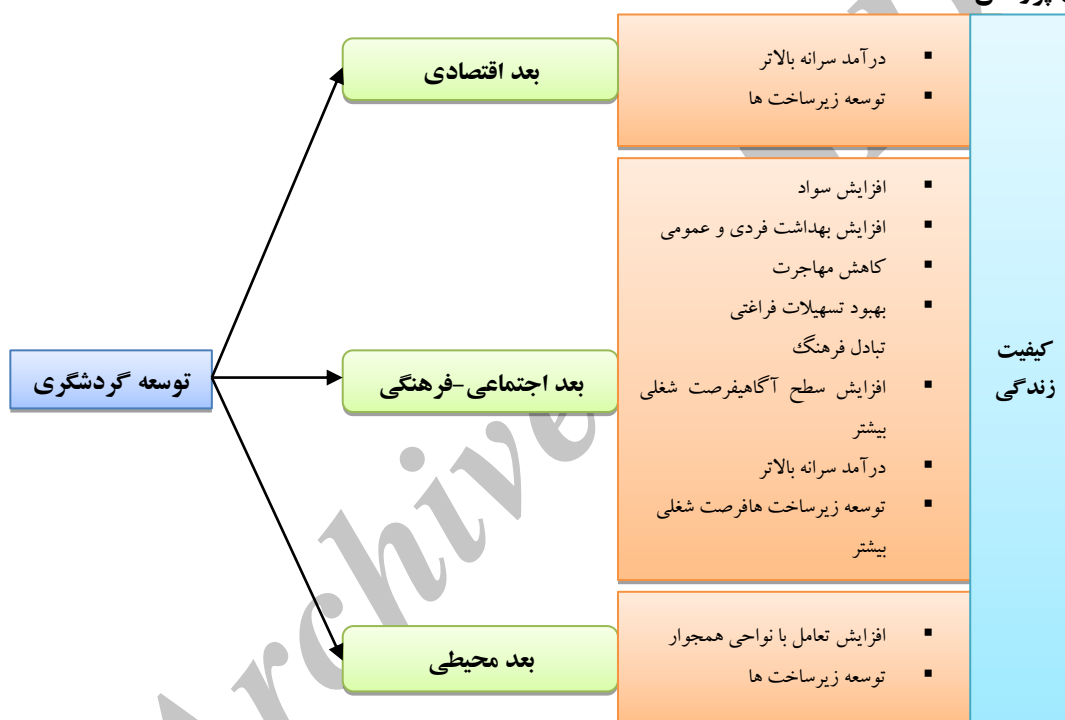 بعد اقتصادی
درآمد سرانه بالاتر
توسعه زیرساخت ها
افزایش سواد
افزایش بهداشت فردی و عمومی
کاهش مهاجرت
بهبود تسهیلات فراغتی
تبادل فرهنگ
افزایش سطح آگاهیفرصت شغلی
بیشتر
درآمد سرانه بالاتر
توسعه زیرساخت هافرصت شغلی
بیشتر
کیفیت
زندگی
بعد اجتماعی-فرهنگی
توسعه گردشگری
افزایش تعامل با نواحی همجوار
توسعه زیرساخت ها
بعد محیطی
Archive